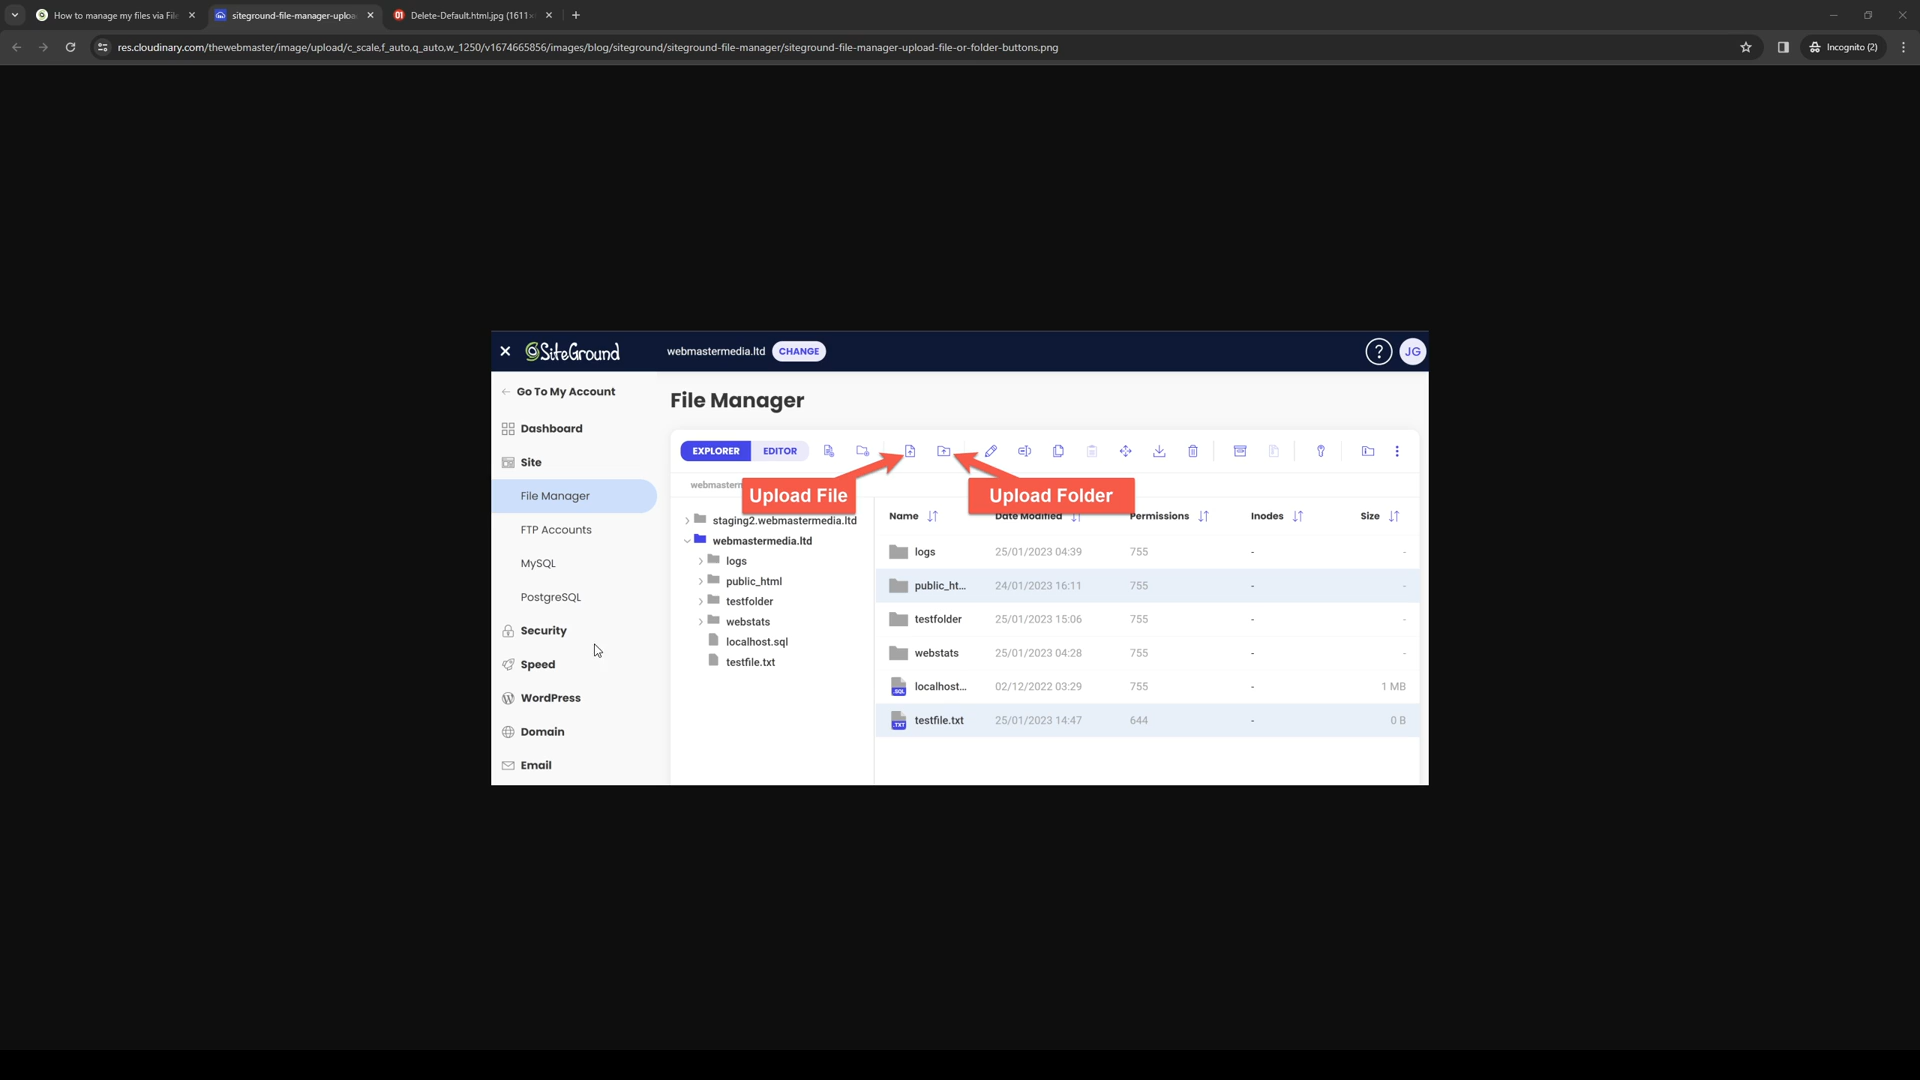 How to manage my files via Fil
siteground-file-manager-uploa
Delete-Default.html.jpg (1611×
res.cloudinary.com/thewebmaster/image/upload/c_scale,f_auto,q_auto,w_1250/v1674665856/images/blog/siteground/siteground-file-manager/siteground-file-manager-upload-file-or-folder-buttons.png
Incognito (2)
SiteGround
webmastermedia.ltd
CHANGE
?
JG
Go To My Account
File Manager
Dashboard
EXPLORER
EDITOR
Site
File Manager
webmastern
Upload File
Upload Folder
FTP Accounts
MySQL
PostgreSQL
Security
Speed
WordPress
Domain
Email
staging2.webmastermedia.ltd
webmastermedia.ltd
logs
public_html
testfolder
webstats
localhost.sql
testfile.txt
Name Date Modified Permissions Inodes Size
logs 25/01/2023 04:39 755 - -
public_ht... 24/01/2023 16:11 755 - -
testfolder 25/01/2023 15:06 755 - -
webstats 25/01/2023 04:28 755 - -
.SQL localhost... 02/12/2022 03:29 755 - 1 MB
.TXT testfile.txt 25/01/2023 14:47 644 - 0 B